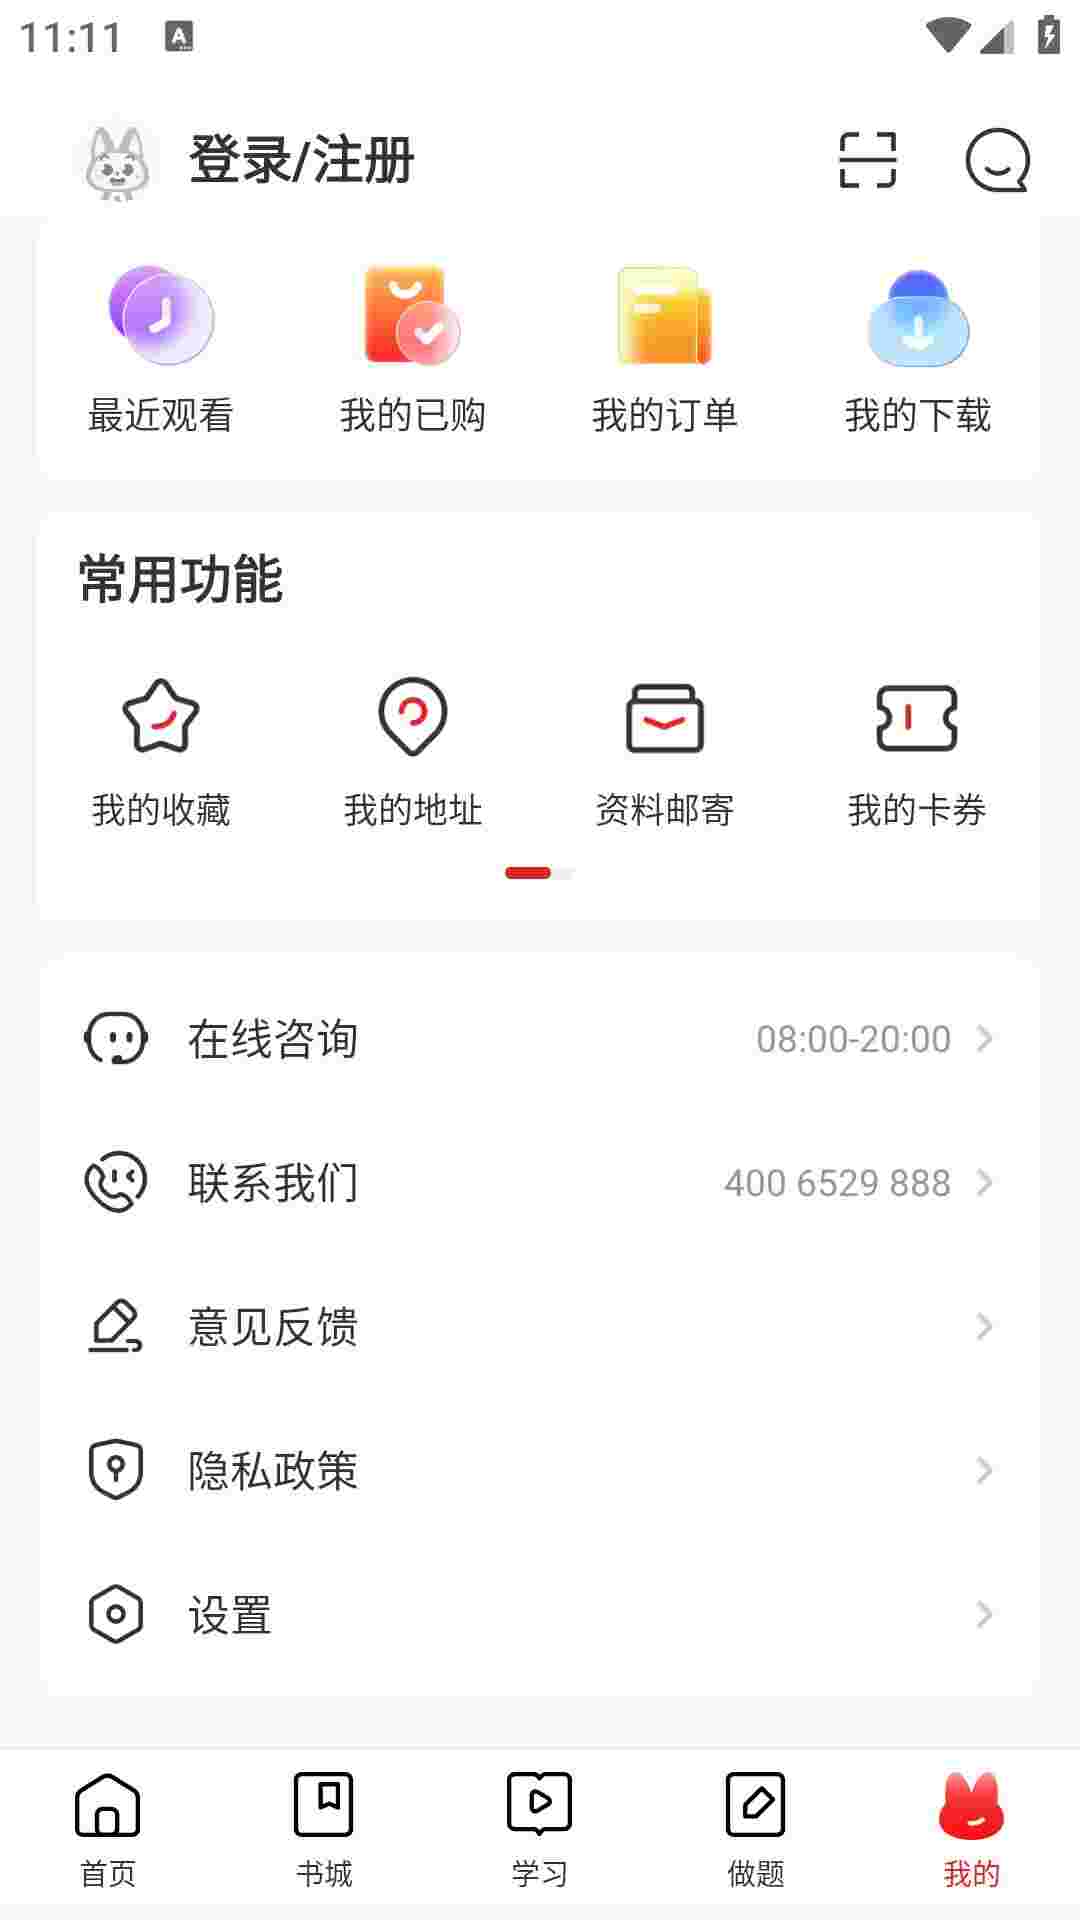 11:11
登录/注册
最近观看 我的已购 我的订单 我的下载
常用功能
我的收藏 我的地址 资料邮寄 我的卡券
在线咨询 08:00-20:00
联系我们 400 6529 888
意见反馈
隐私政策
设置
首页 书城 学习 做题 我的